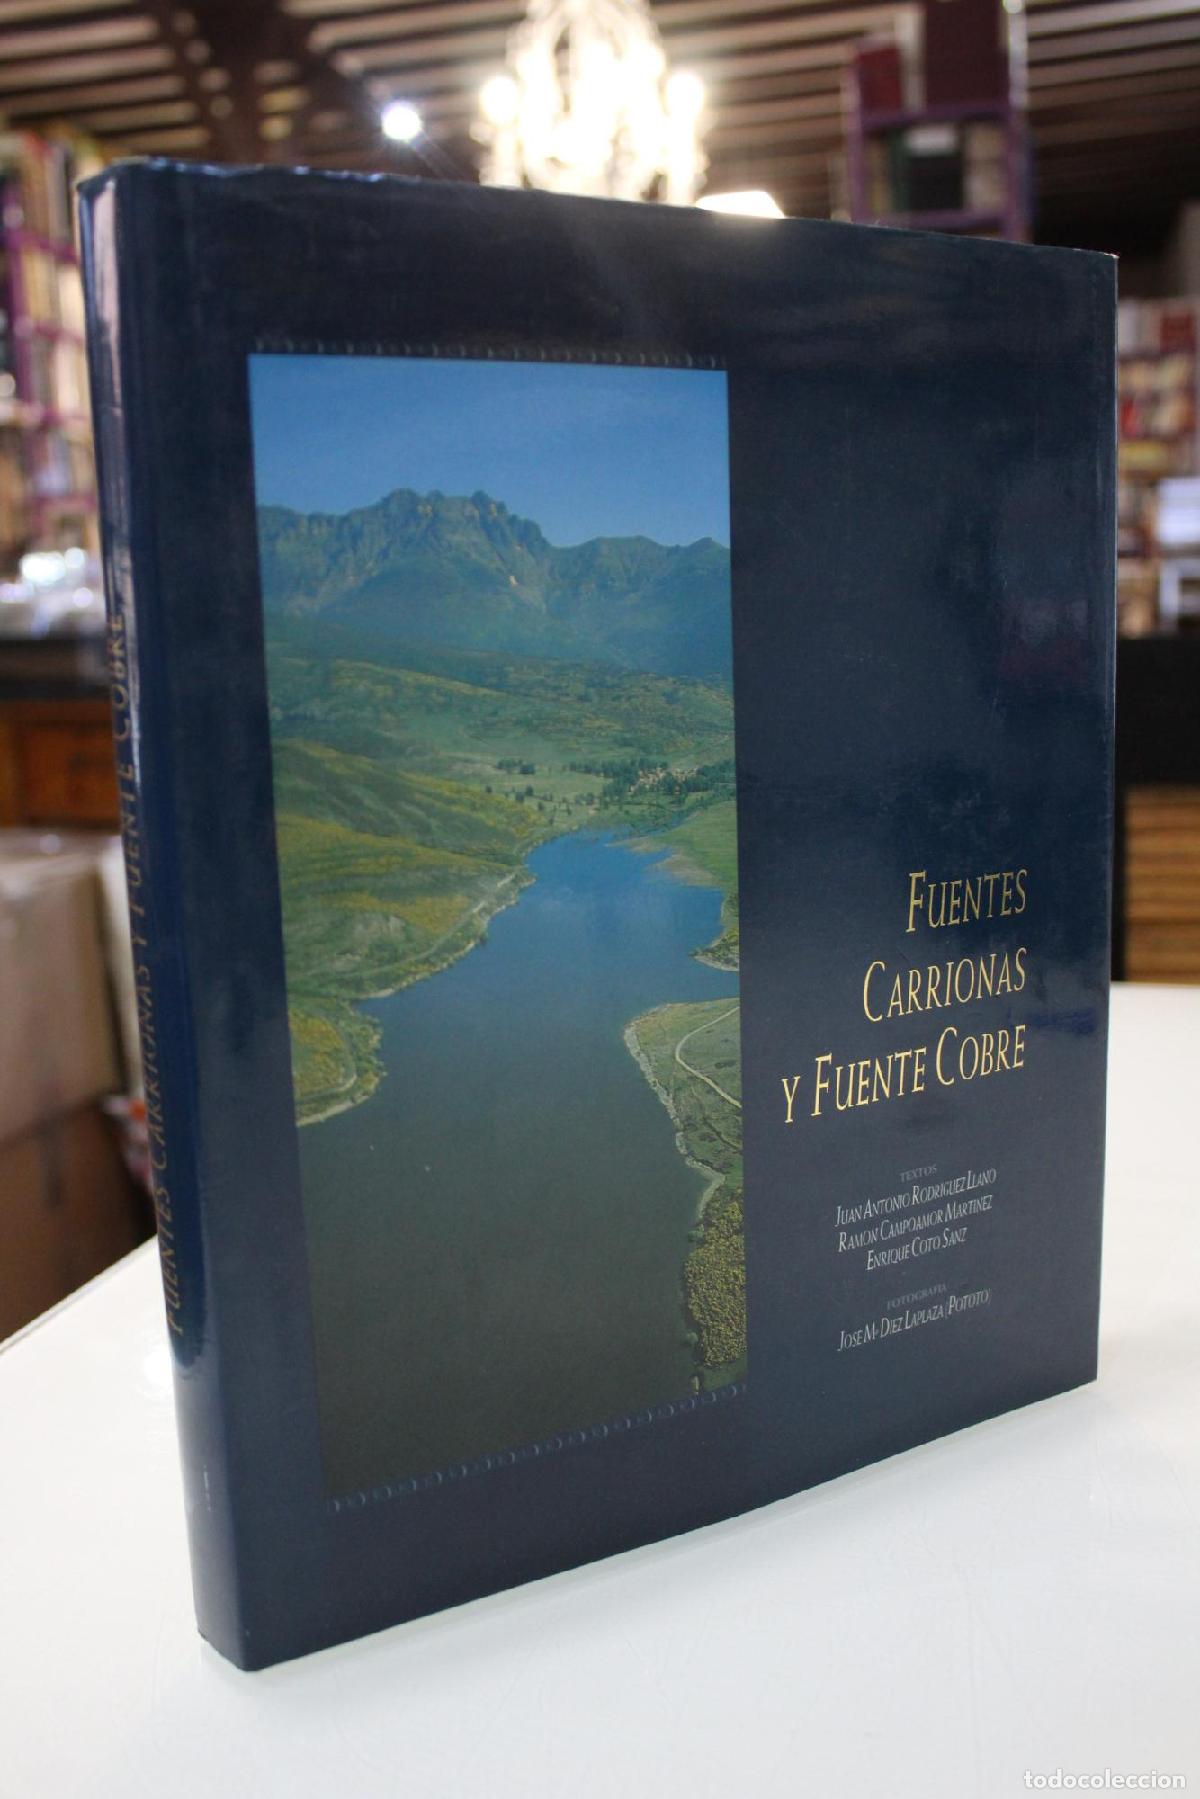 FUENTES CARRIONAS Y FUENTE COBRE
FUENTES
CARRIONAS
Y FUENTE COBRE
TEXTOS
JUAN ANTONIO RODRIGUEZ LLANO
RAMON CAMPOAMOR MARTINEZ
ENRIQUE COTO SANZ
FOTOGRAFIA
JOSE Mª DIEZ LAPLAZA (POTOTO)
todocoleccion